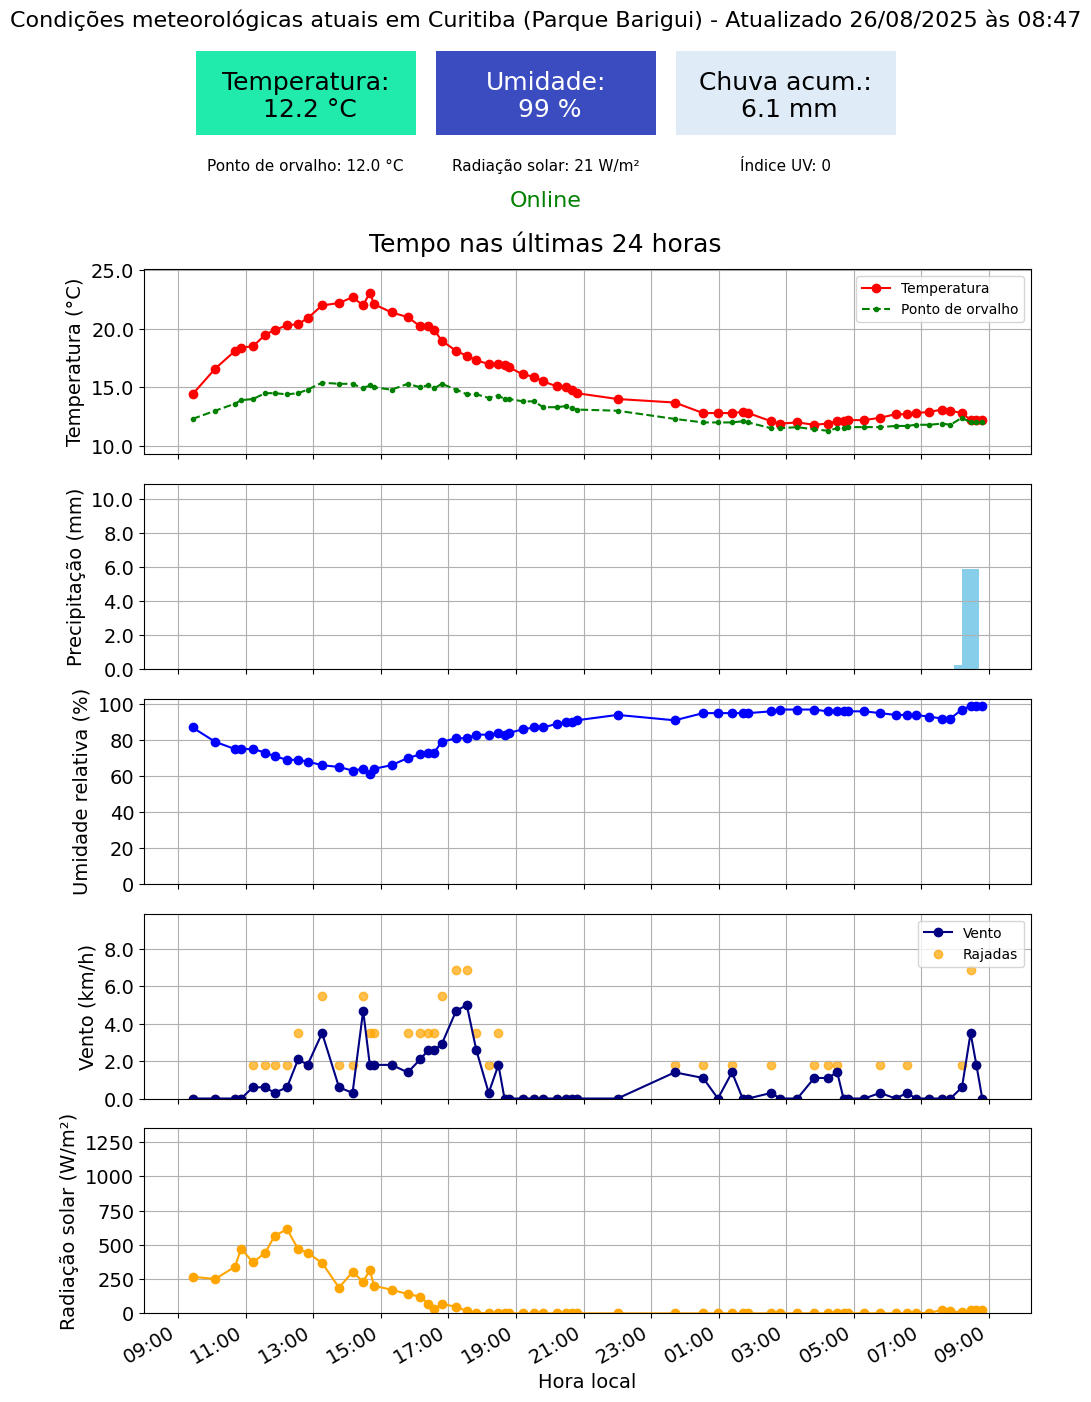 Condições meteorológicas atuais em Curitiba (Parque Barigui) - Atualizado 26/08/2025 às 08:47
Temperatura:
12.2 °C
Umidade:
99 %
Chuva acum.:
6.1 mm
Ponto de orvalho: 12.0 °C
Radiação solar: 21 W/m²
Índice UV: 0
Online
Tempo nas últimas 24 horas
Temperatura (°C)
25.0
20.0
15.0
10.0
Temperatura
Ponto de orvalho
Precipitação (mm)
10.0
8.0
6.0
4.0
2.0
0.0
Umidade relativa (%)
100
80
60
40
20
0
Vento (km/h)
8.0
6.0
4.0
2.0
0.0
Vento
Rajadas
Radiação solar (W/m²)
1250
1000
750
500
250
0
09:00
11:00
13:00
15:00
17:00
19:00
21:00
23:00
01:00
03:00
05:00
07:00
09:00
Hora local